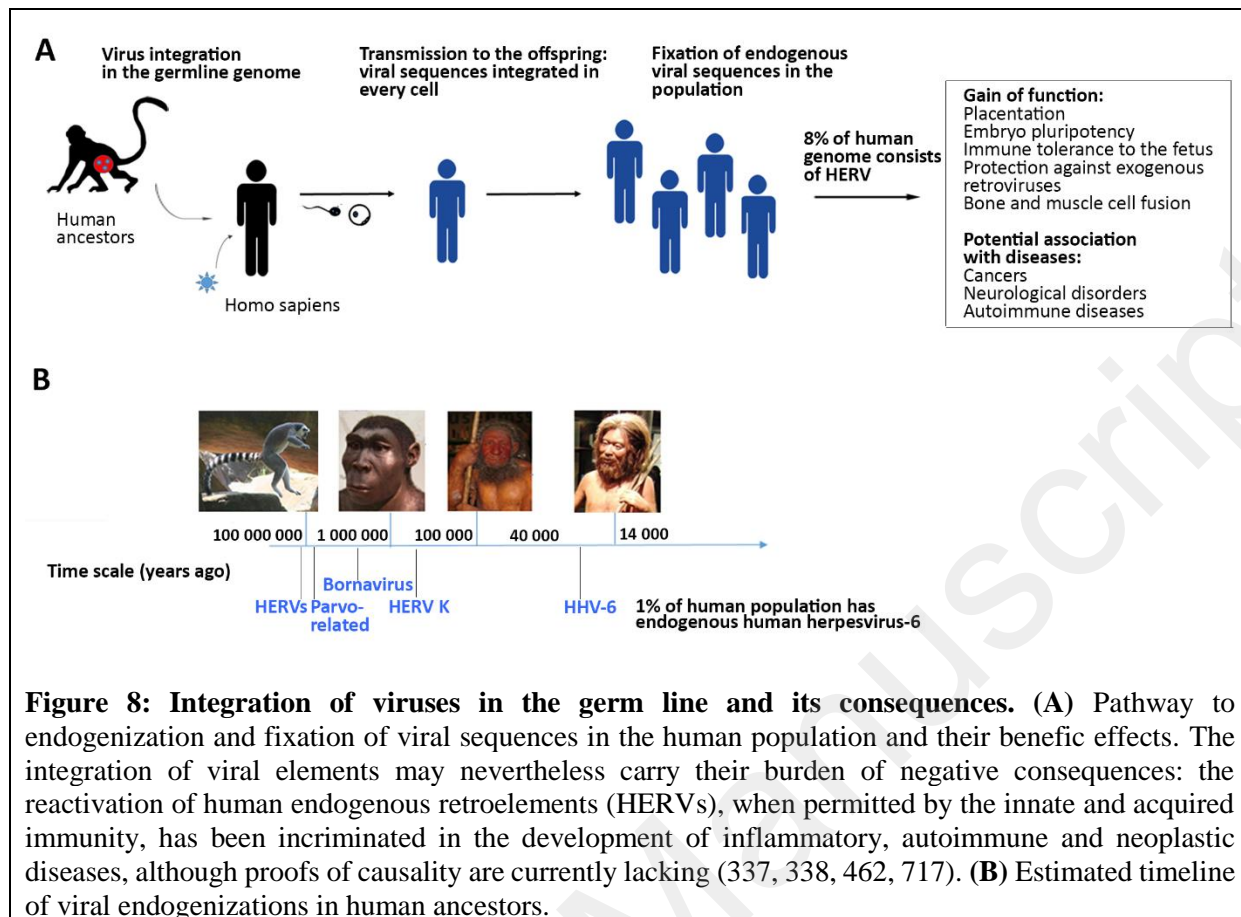 A
Virus integration
in the germline genome
Transmission to the offspring:
viral sequences integrated in
every cell
Fixation of endogenous
viral sequences in the
population
Human
ancestors
Homo sapiens
8% of human
genome consists
of HERV
Gain of function:
Placentation
Embryo pluripotency
Immune tolerance to the fetus
Protection against exogenous
retroviruses
Bone and muscle cell fusion
Potential association
with diseases:
Cancers
Neurological disorders
Autoimmune diseases
B
100 000 000 1 000 000 100 000 40 000 14 000
Time scale (years ago)
HERVs
Parvo-
related
Bornavirus
HERV K
HHV-6
1% of human population has
endogenous human herpesvirus-6
Figure 8: Integration of viruses in the germ line and its consequences. (A) Pathway to
endogenization and fixation of viral sequences in the human population and their benefic effects. The
integration of viral elements may nevertheless carry their burden of negative consequences: the
reactivation of human endogenous retroelements (HERVs), when permitted by the innate and acquired
immunity, has been incriminated in the development of inflammatory, autoimmune and neoplastic
diseases, although proofs of causality are currently lacking (337, 338, 462, 717). (B) Estimated timeline
of viral endogenizations in human ancestors.
Manuscript